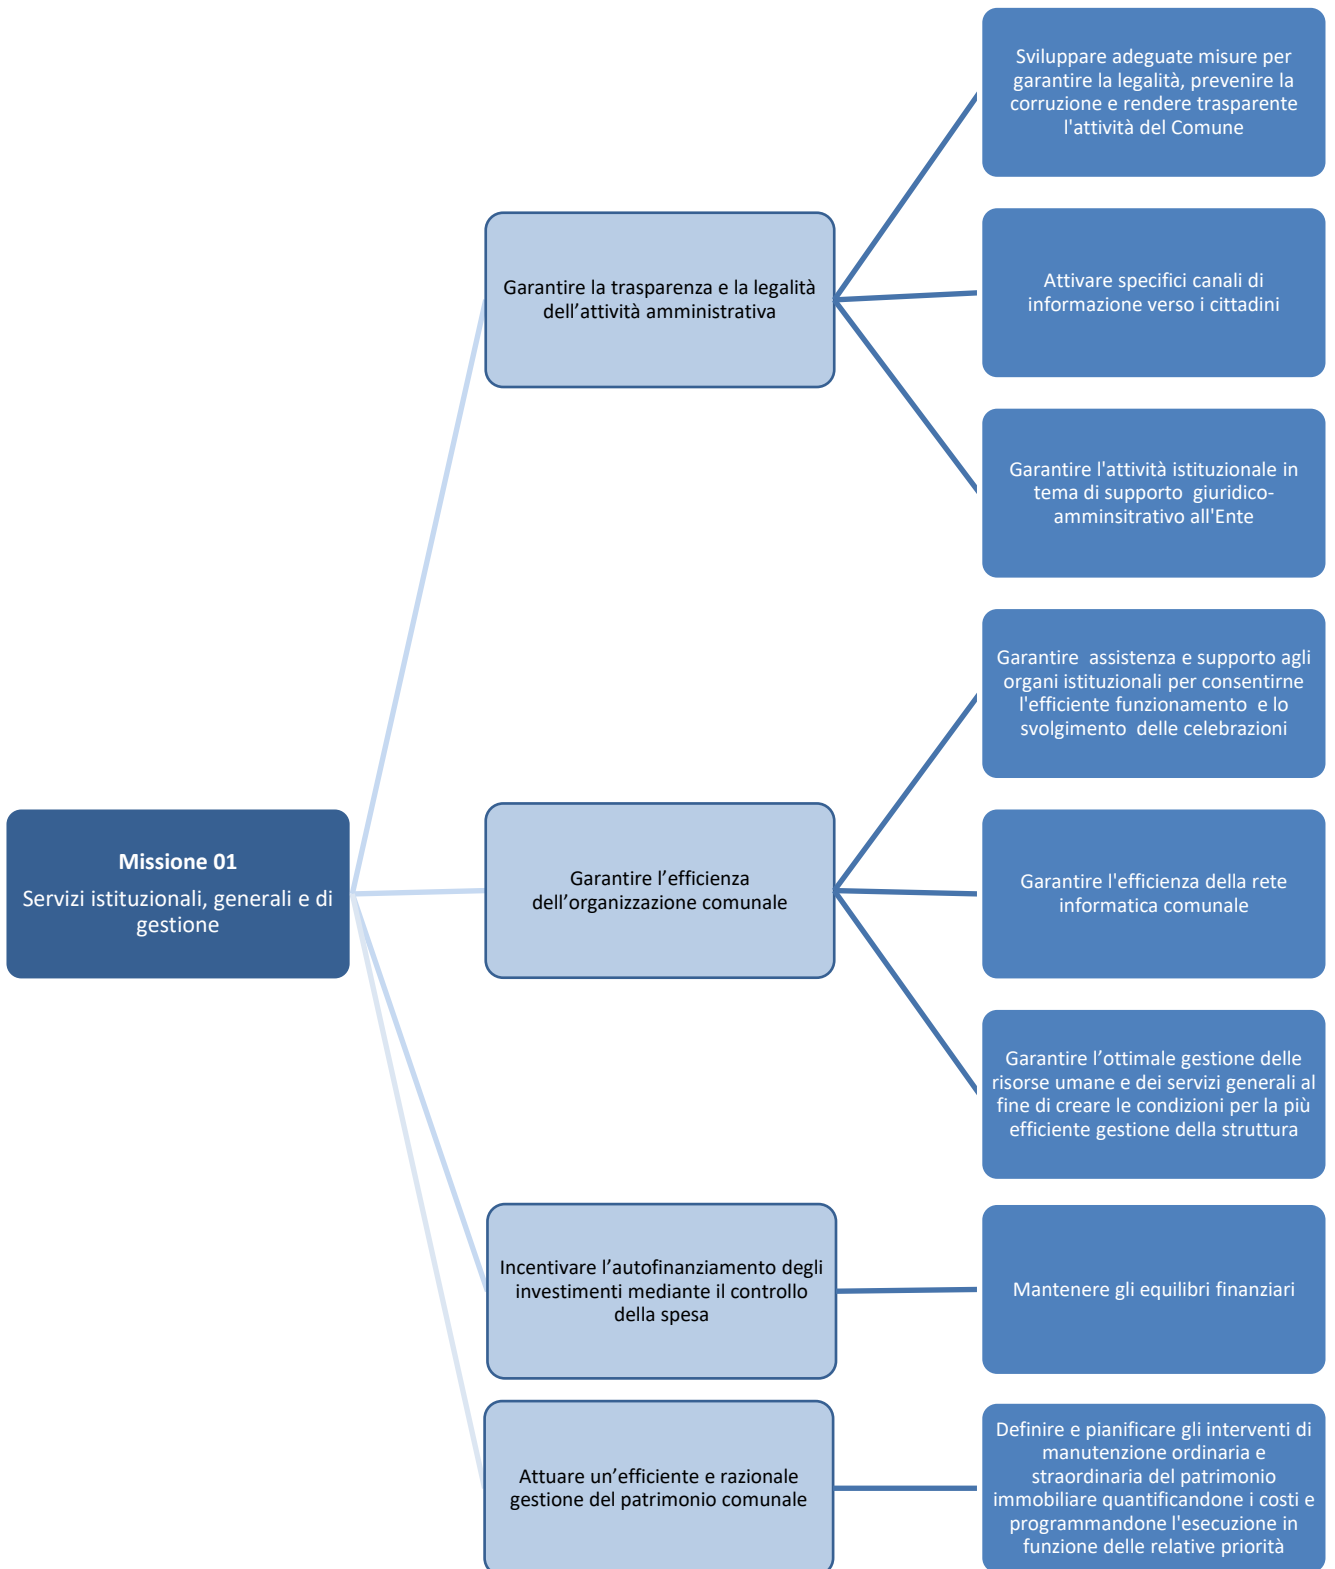 Missione 01
Servizi istituzionali, generali e di
gestione
Garantire la trasparenza e la legalità
dell’attività amministrativa
Sviluppare adeguate misure per
garantire la legalità, prevenire la
corruzione e rendere trasparente
l'attività del Comune
Attivare specifici canali di
informazione verso i cittadini
Garantire l'attività istituzionale in
tema di supporto  giuridico-
amminsitrativo all'Ente
Garantire l’efficienza
dell’organizzazione comunale
Garantire  assistenza e supporto agli
organi istituzionali per consentirne
l'efficiente funzionamento  e lo
svolgimento  delle celebrazioni
Garantire l'efficienza della rete
informatica comunale
Garantire l’ottimale gestione delle
risorse umane e dei servizi generali al
fine di creare le condizioni per la più
efficiente gestione della struttura
Incentivare l’autofinanziamento degli
investimenti mediante il controllo
della spesa
Mantenere gli equilibri finanziari
Attuare un’efficiente e razionale
gestione del patrimonio comunale
Definire e pianificare gli interventi di
manutenzione ordinaria e
straordinaria del patrimonio
immobiliare quantificandone i costi e
programmandone l'esecuzione in
funzione delle relative priorità